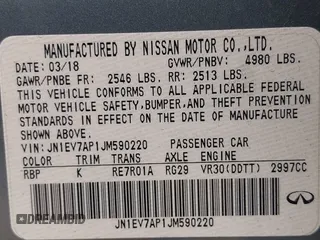 MANUFACTURED BY NISSAN MOTOR CO.,LTD.
DATE: 03/18 GVWR/PNBV: 4980 LBS.
GAWR/PNBE FR: 2546 LBS. RR: 2513 LBS.
THIS VEHICLE CONFORMS TO ALL APPLICABLE FEDERAL
MOTOR VEHICLE SAFETY, BUMPER, AND THEFT PREVENTION
STANDARDS IN EFFECT ON THE DATE OF MANUFACTURE
SHOWN ABOVE.
VIN: JN1EV7AP1JM590220 PASSENGER CAR
COLOR TRIM TRANS AXLE ENGINE
RBP K RE7R01A RG29 VR30(DDTT) 2997CC
JN1EV7AP1JM590220
DREAMBID